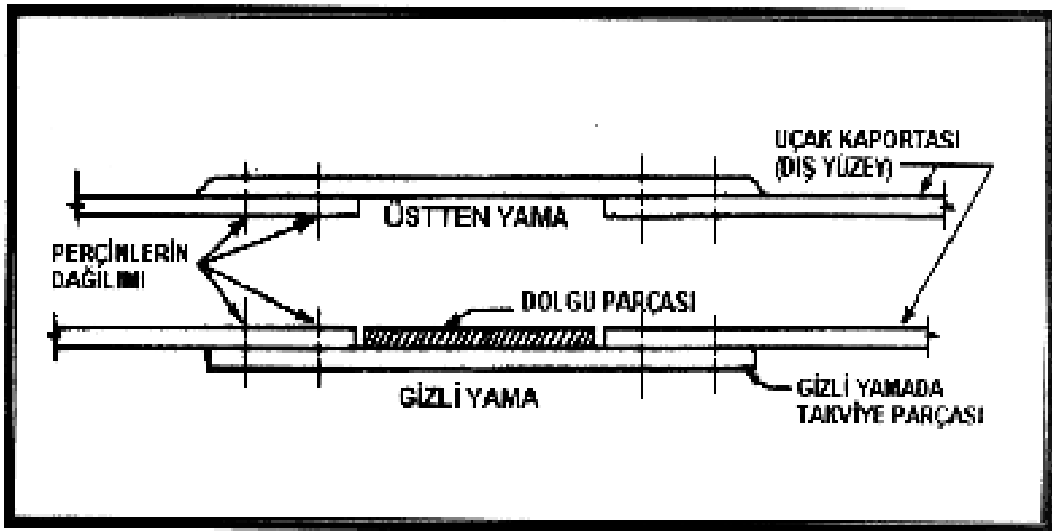 UÇAK KAPORTASI
(DIŞ YÜZEY)
ÜSTTEN YAMA
PERÇİNLERİN
DAĞILIMI
DOLGU PARÇASI
GİZLİ YAMA
GİZLİ YAMADA
TAKVİYE PARÇASI